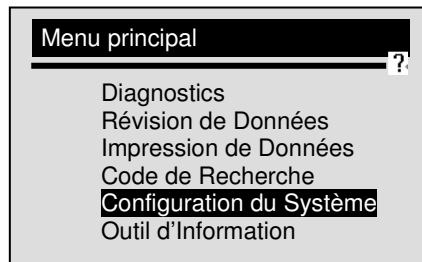 Menu principal
?
Diagnostics
Révision de Données
Impression de Données
Code de Recherche
Configuration du Système
Outil d'Information